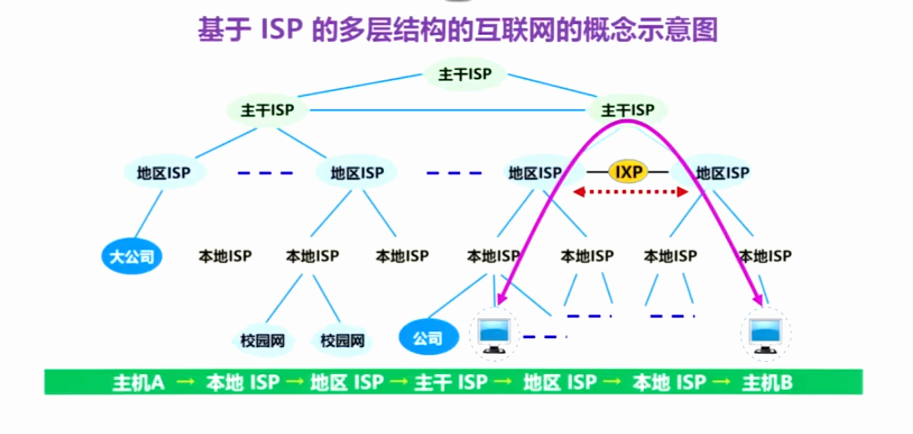 基于 ISP 的多层结构的互联网的概念示意图
主干ISP
主干ISP 主干ISP
地区ISP 地区ISP 地区ISP IXP 地区ISP
大公司 本地ISP 本地ISP 本地ISP 本地ISP 本地ISP 本地ISP 本地ISP
校园网 校园网 公司
主机A → 本地 ISP → 地区 ISP → 主干 ISP → 地区 ISP → 本地 ISP → 主机B